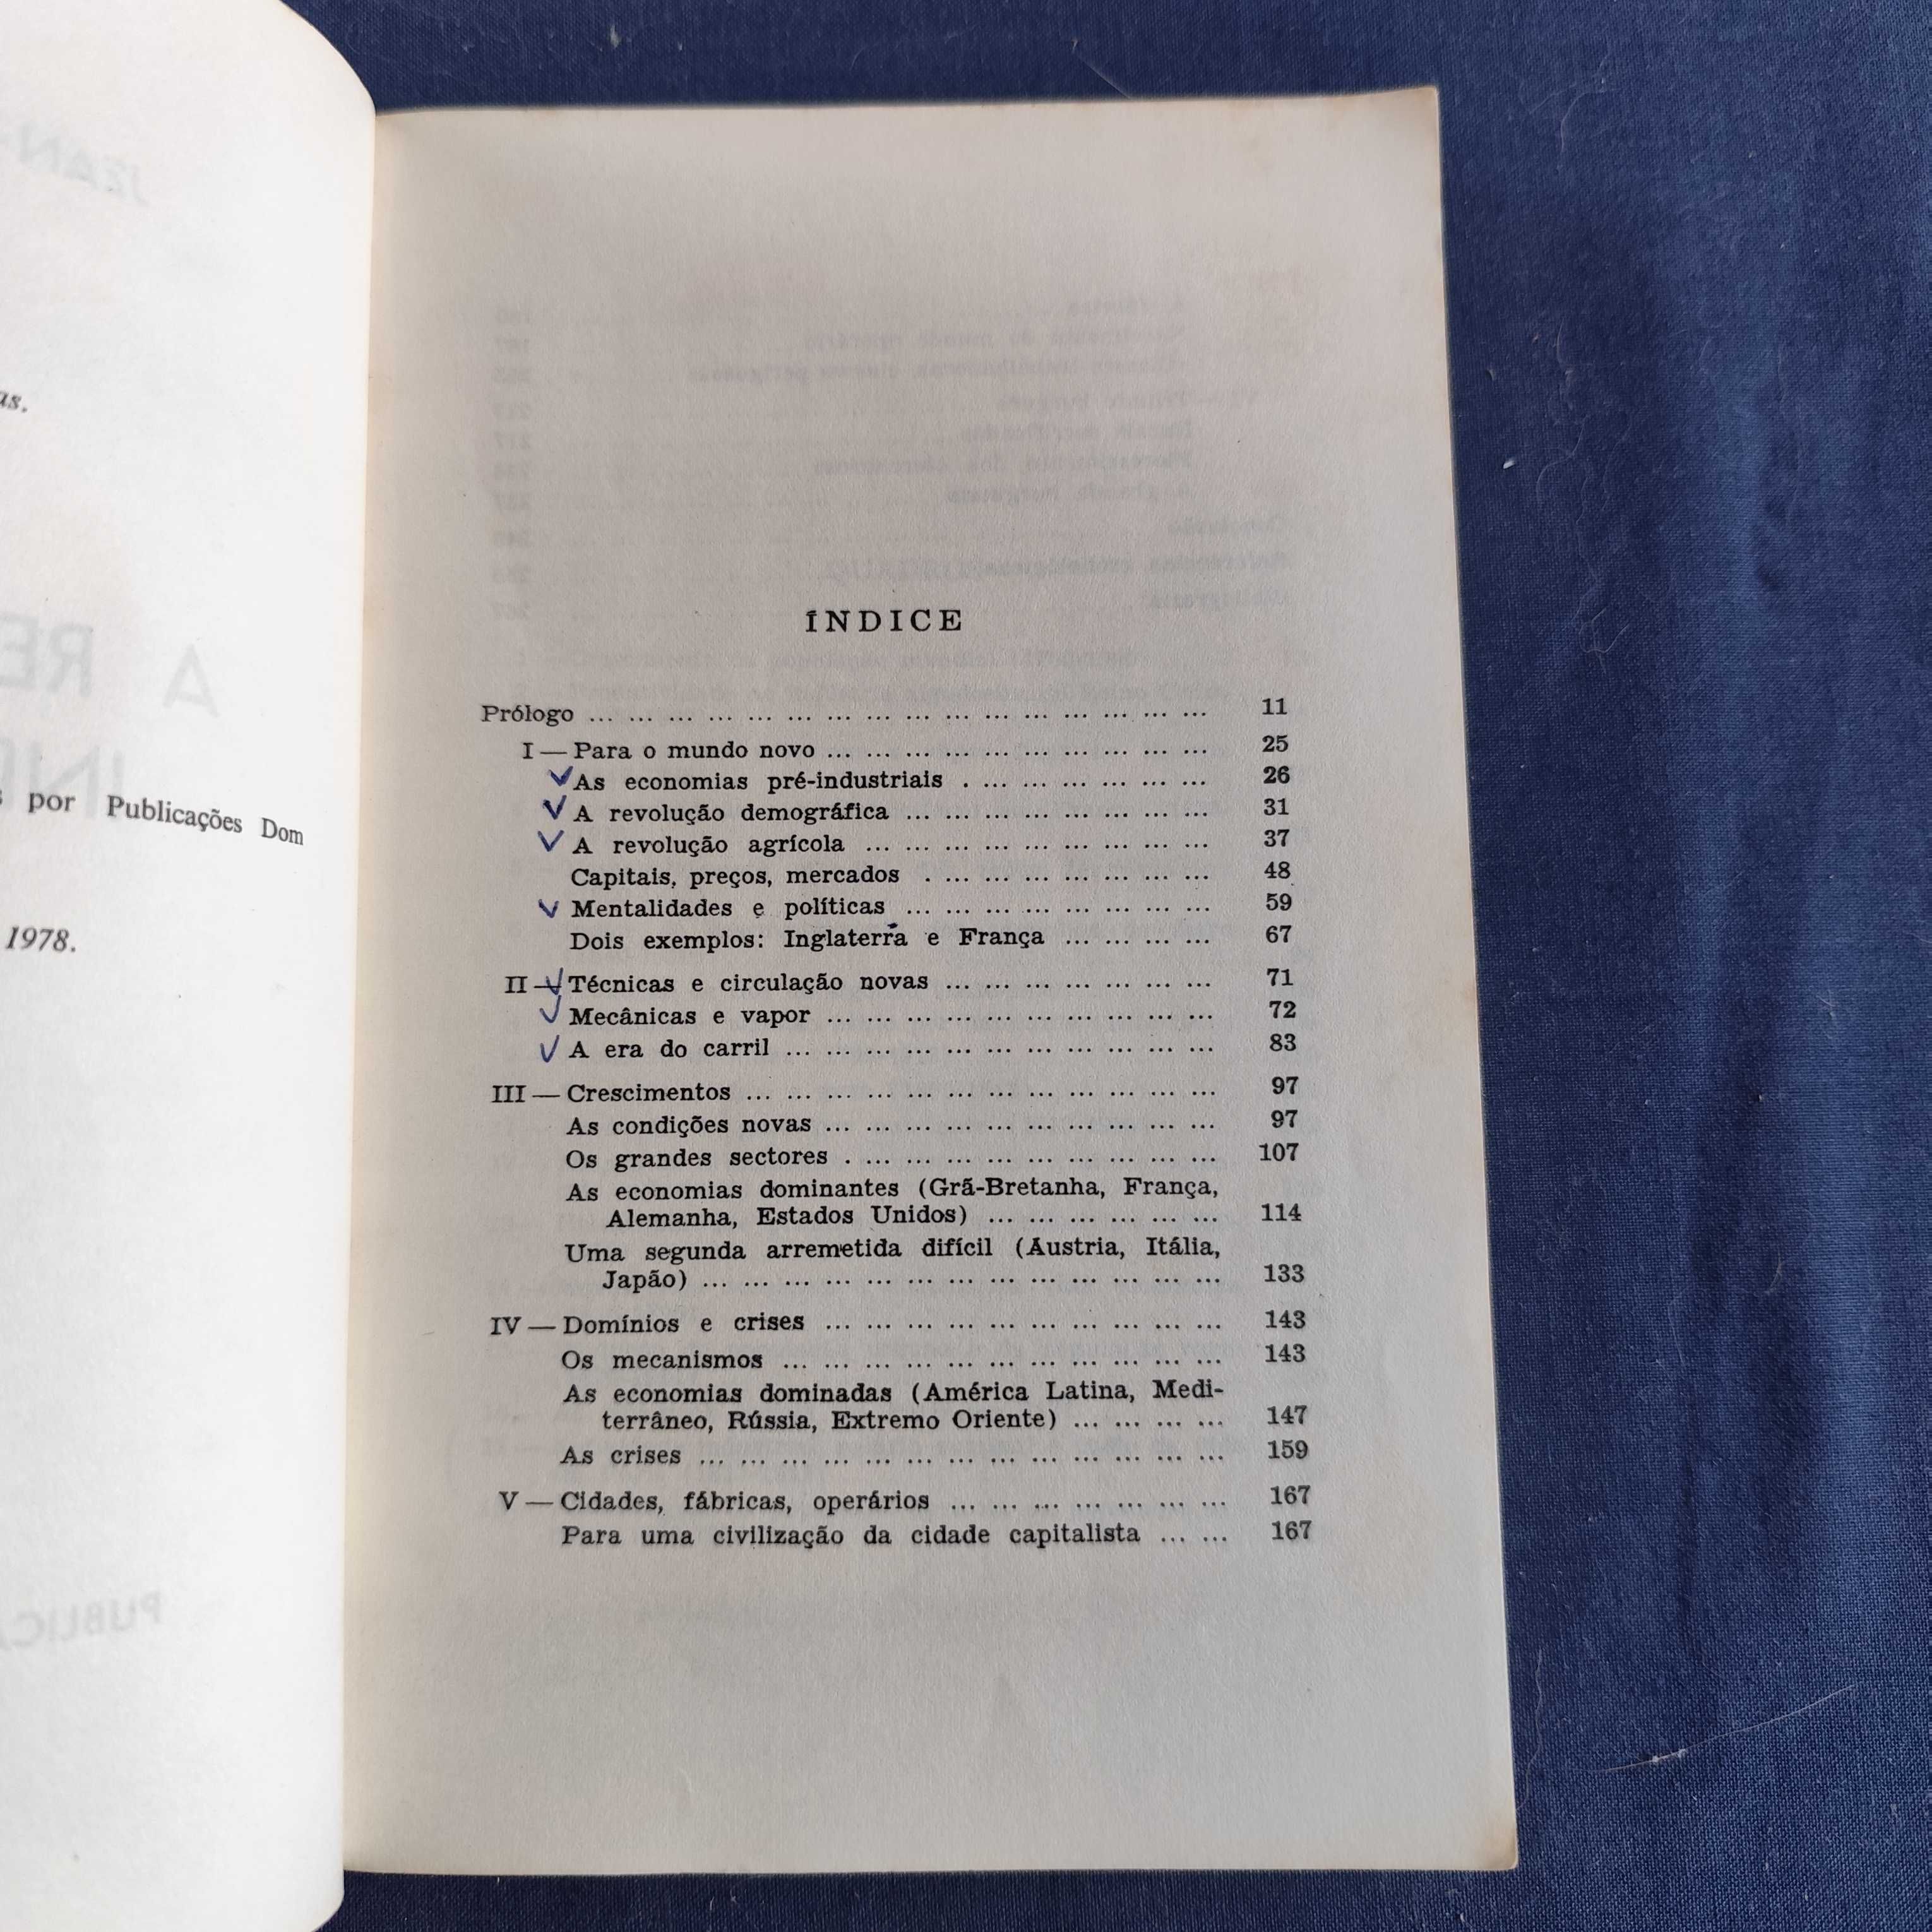 as.
por Publicações Dom
1978.
ÍNDICE
Prólogo ... ... ... ... ... ... ... ... ... ... ... ... ... ... ... ... 11
I — Para o mundo novo ... ... ... ... ... ... ... ... ... ... 25
As economias pré-industriais . ... ... ... ... ... ... ... 26
A revolução demográfica ... ... ... ... ... ... ... ... 31
A revolução agrícola ... ... ... ... ... ... ... ... ... 37
Capitais, preços, mercados . ... ... ... ... ... ... ... 48
Mentalidades e políticas ... ... ... ... ... ... ... ... 59
Dois exemplos: Inglaterra e França ... ... ... ... 67
II — Técnicas e circulação novas ... ... ... ... ... ... ... 71
Mecânicas e vapor ... ... ... ... ... ... ... ... ... ... 72
A era do carril ... ... ... ... ... ... ... ... ... ... ... 83
III — Crescimentos ... ... ... ... ... ... ... ... ... ... ... ... 97
As condições novas ... ... ... ... ... ... ... ... ... ... 97
Os grandes sectores . ... ... ... ... ... ... ... ... ... 107
As economias dominantes (Grã-Bretanha, França,
Alemanha, Estados Unidos) ... ... ... ... ... ... 114
Uma segunda arremetida difícil (Áustria, Itália,
Japão) ... ... ... ... ... ... ... ... ... ... ... ... ... 133
IV — Domínios e crises ... ... ... ... ... ... ... ... ... ... 143
Os mecanismos ... ... ... ... ... ... ... ... ... ... ... 143
As economias dominadas (América Latina, Medi-
terrâneo, Rússia, Extremo Oriente) ... ... ... ... 147
As crises ... ... ... ... ... ... ... ... ... ... ... ... ... 159
V — Cidades, fábricas, operários ... ... ... ... ... ... ... 167
Para uma civilização da cidade capitalista ... ... 167